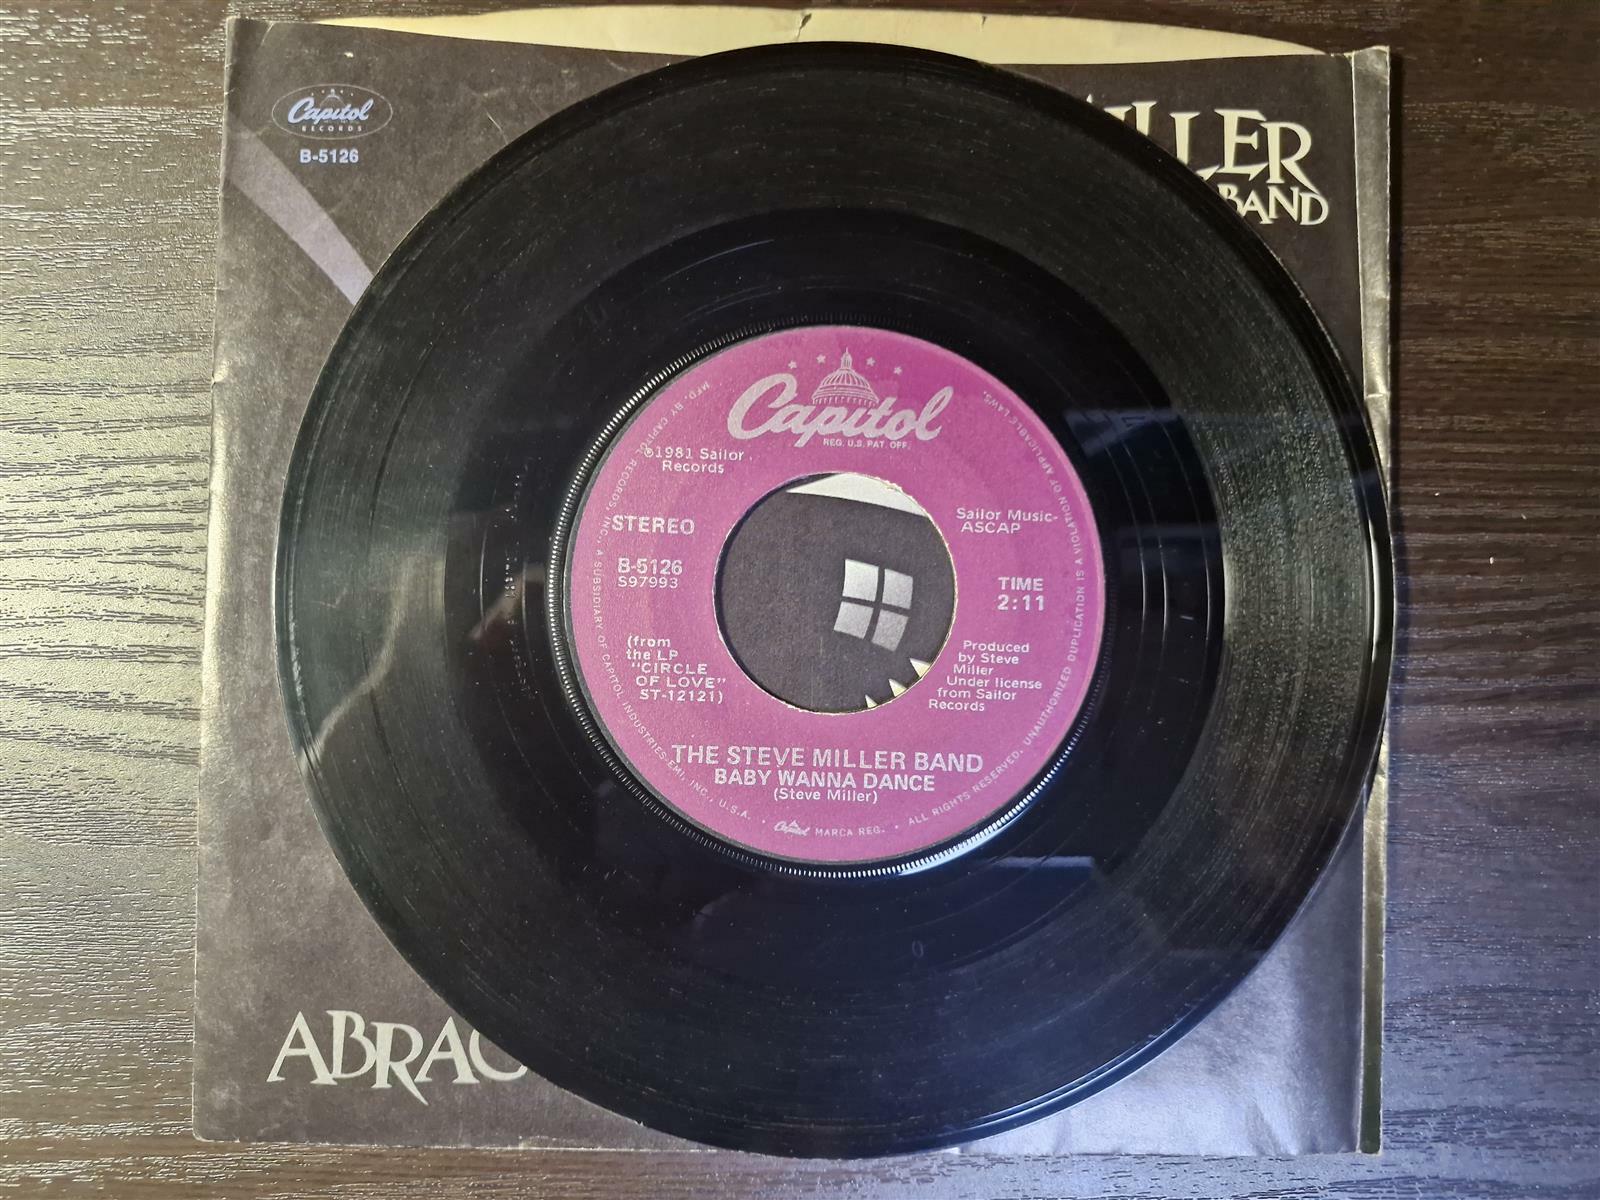 Capitol
RECORDS
B-5126
ILLER
BAND
Capitol
REG. U.S. PAT. OFF.
℗1981 Sailor
Records
STEREO
B-5126
S97993
(from
the LP
"CIRCLE
OF LOVE"
ST-12121)
Sailor Music-
ASCAP
TIME
2:11
Produced
by Steve
Miller
Under license
from Sailor
Records
THE STEVE MILLER BAND
BABY WANNA DANCE
(Steve Miller)
MFD. BY CAPITOL RECORDS, INC., A SUBSIDIARY OF CAPITOL INDUSTRIES-EMI, INC., U.S.A. • Capitol MARCA REG. • ALL RIGHTS RESERVED. UNAUTHORIZED DUPLICATION IS A VIOLATION OF APPLICABLE LAWS.
ABRAC